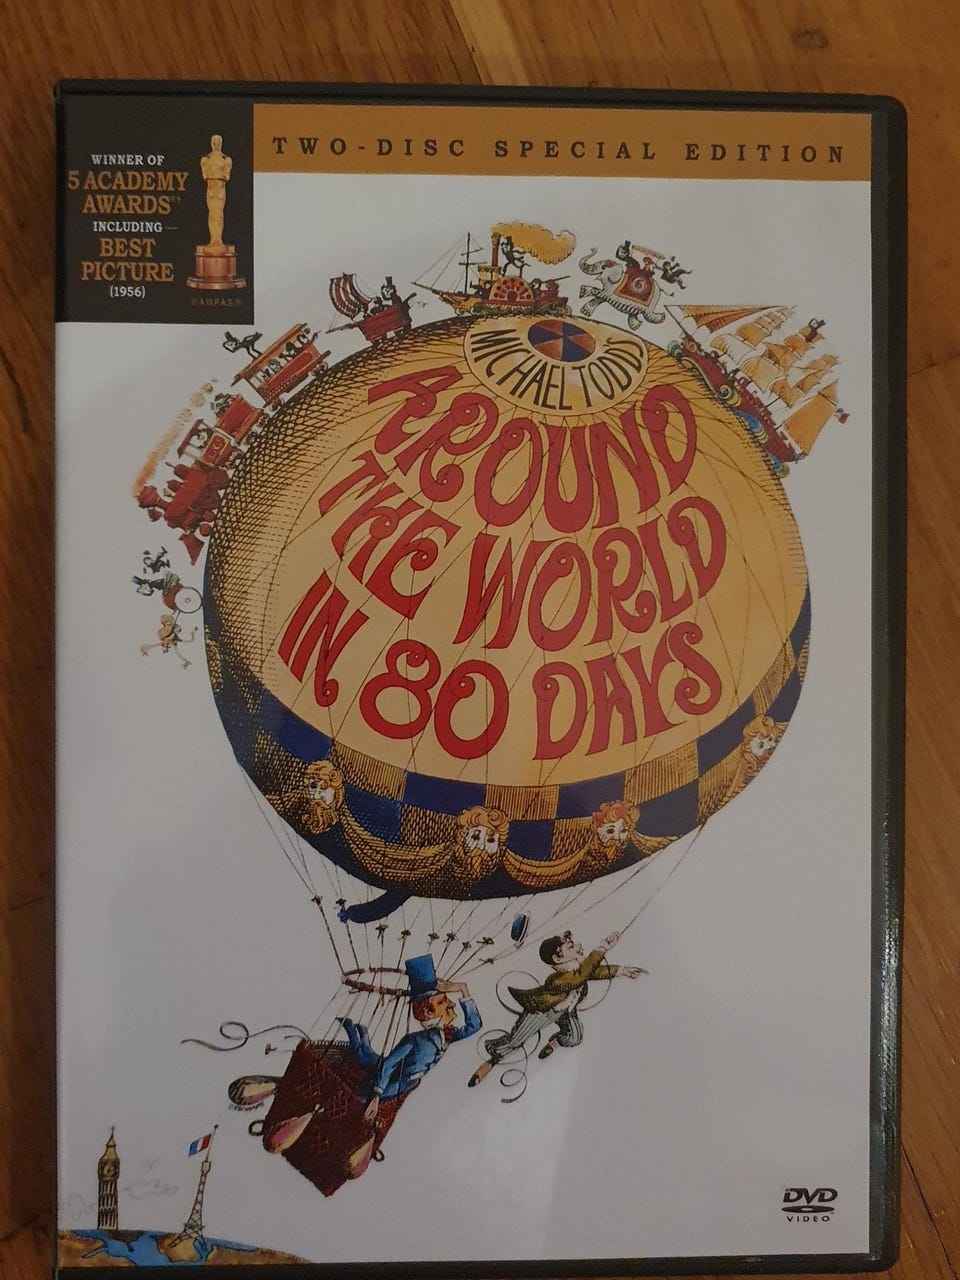 TWO-DISC SPECIAL EDITION
WINNER OF
5 ACADEMY
AWARDS
INCLUDING
BEST
PICTURE
(1956)
©A.M.P.A.S.®
MICHAEL TODD'S
AROUND
THE WORLD
IN 80 DAYS
DVD
VIDEO